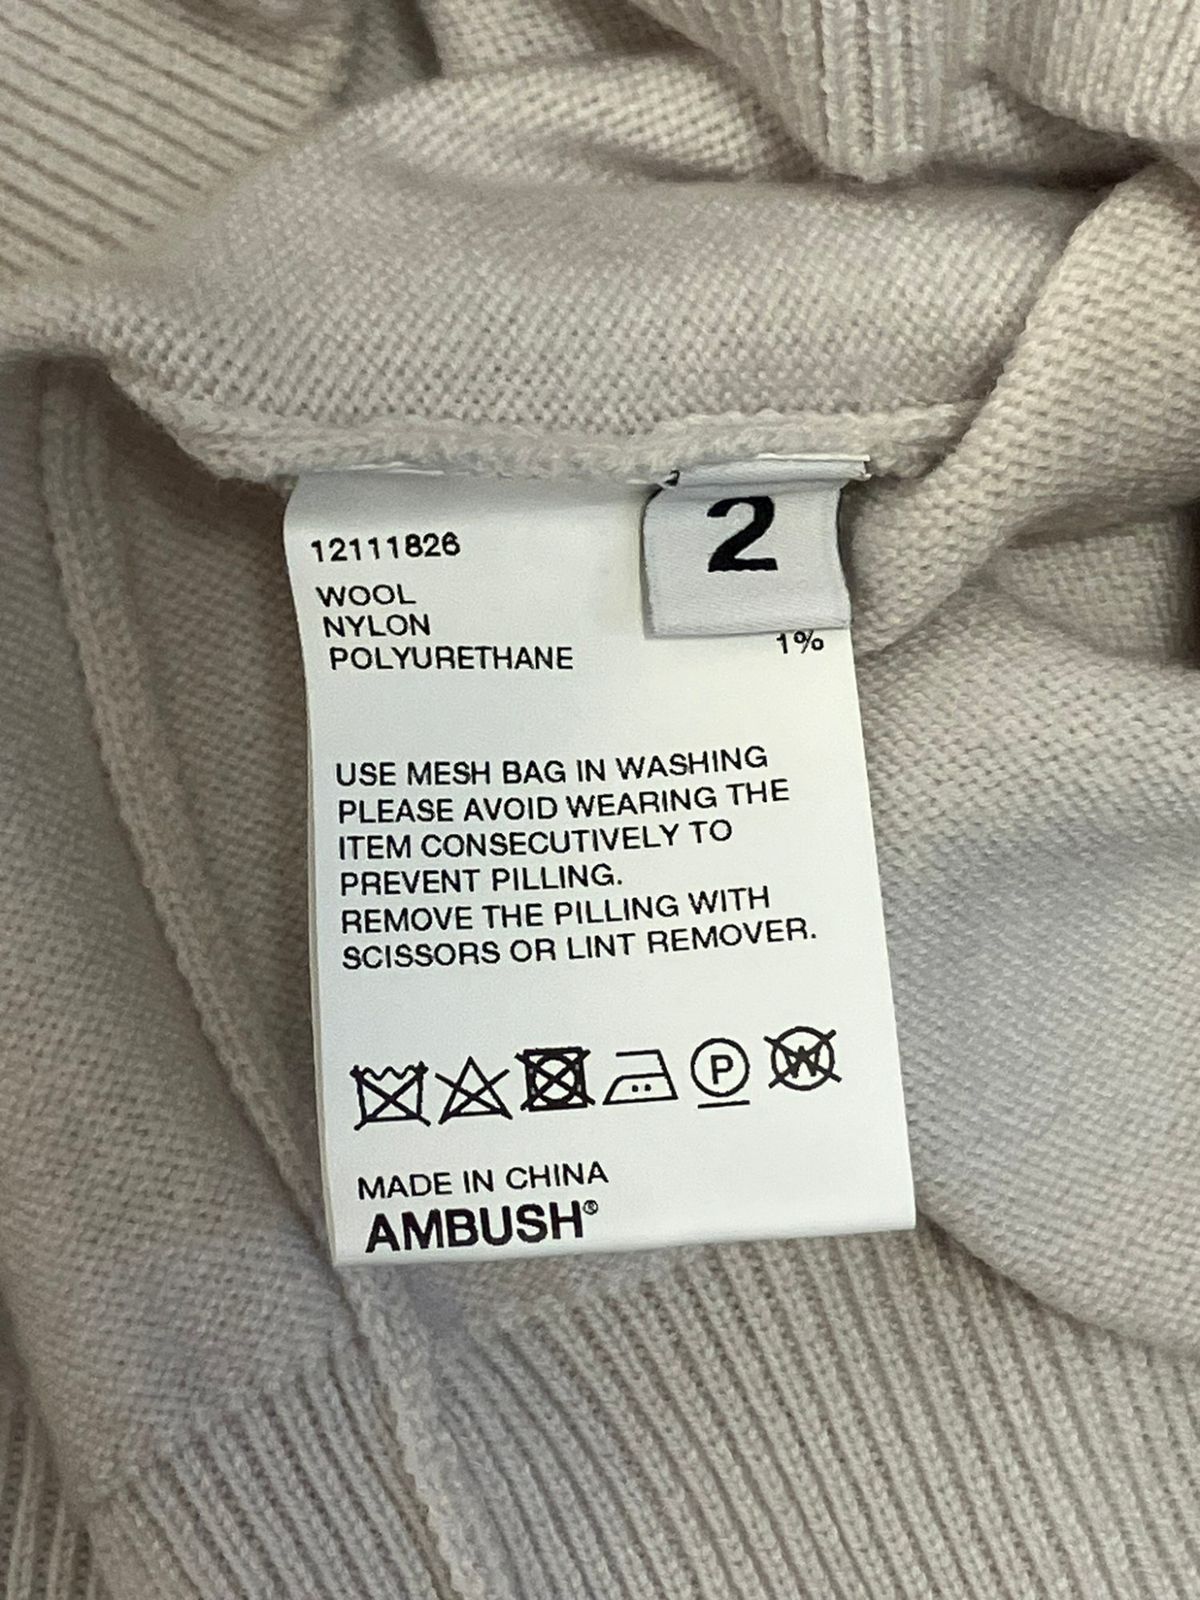 12111826
2
WOOL
NYLON
POLYURETHANE 1%
USE MESH BAG IN WASHING
PLEASE AVOID WEARING THE
ITEM CONSECUTIVELY TO
PREVENT PILLING.
REMOVE THE PILLING WITH
SCISSORS OR LINT REMOVER.
P W
MADE IN CHINA
AMBUSH®